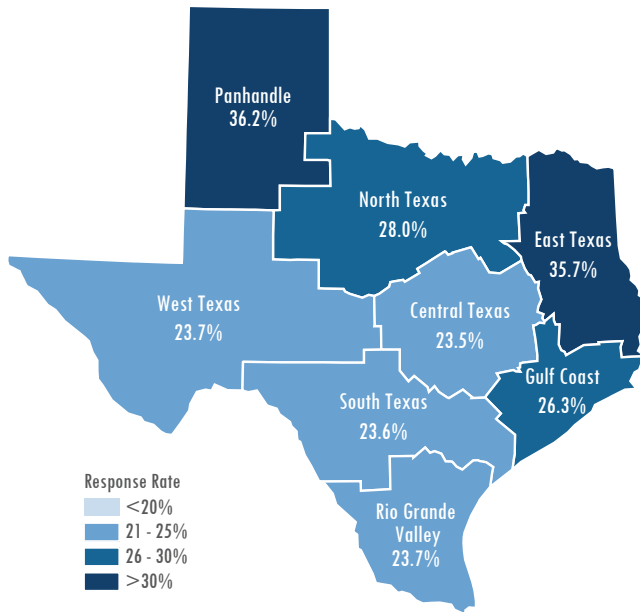 Panhandle
36.2%
North Texas
28.0%
East Texas
35.7%
West Texas
23.7%
Central Texas
23.5%
Gulf Coast
26.3%
South Texas
23.6%
Rio Grande
Valley
23.7%
Response Rate
<20%
21 - 25%
26 - 30%
>30%